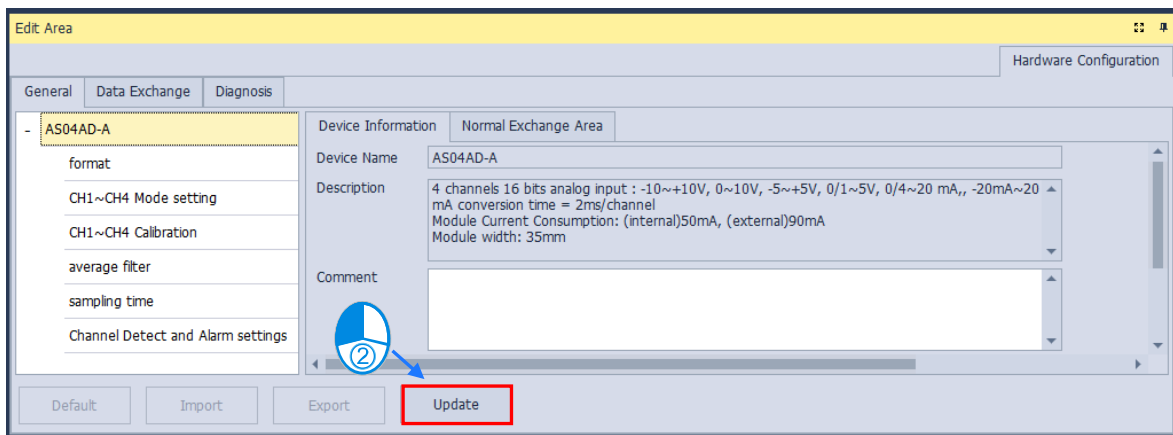 Edit Area
Hardware Configuration
General Data Exchange Diagnosis
- AS04AD-A
format
CH1~CH4 Mode setting
CH1~CH4 Calibration
average filter
sampling time
Channel Detect and Alarm settings
Device Information Normal Exchange Area
Device Name AS04AD-A
Description 4 channels 16 bits analog input : -10~+10V, 0~10V, -5~+5V, 0/1~5V, 0/4~20 mA,, -20mA~20
mA conversion time = 2ms/channel
Module Current Consumption: (internal)50mA, (external)90mA
Module width: 35mm
Comment
②
Default Import Export Update